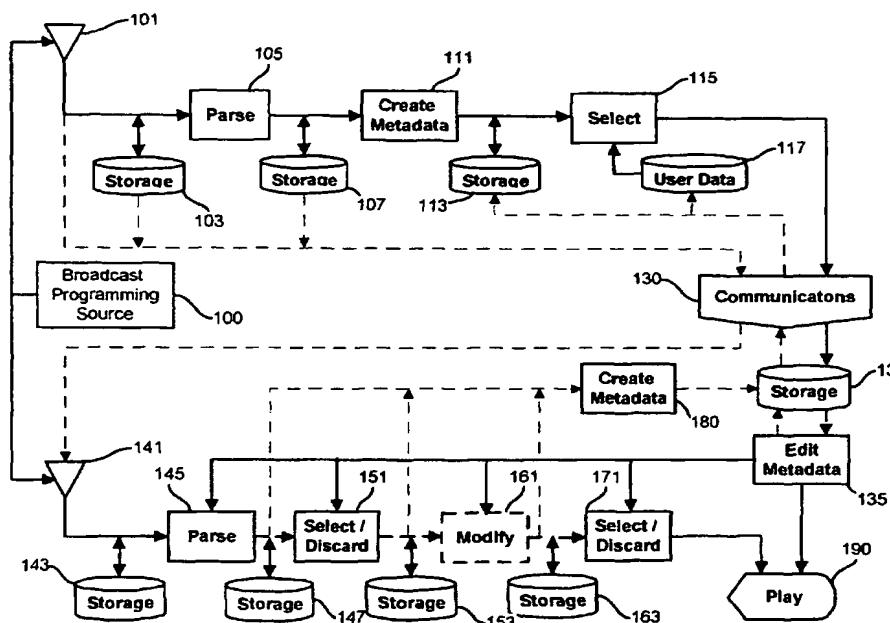 101
105
111
115
Parse
Create
Metadata
Select
117
Storage
Storage
Storage
User Data
103
107
113
Broadcast
Programming
Source
100
130
Communicatons
Create
Metadata
180
13
Storage
141
145
151
161
171
Edit
Metadata
135
Parse
Select /
Discard
Modify
Select /
Discard
143
190
Storage
Storage
147
Storage
153
Storage
163
Play